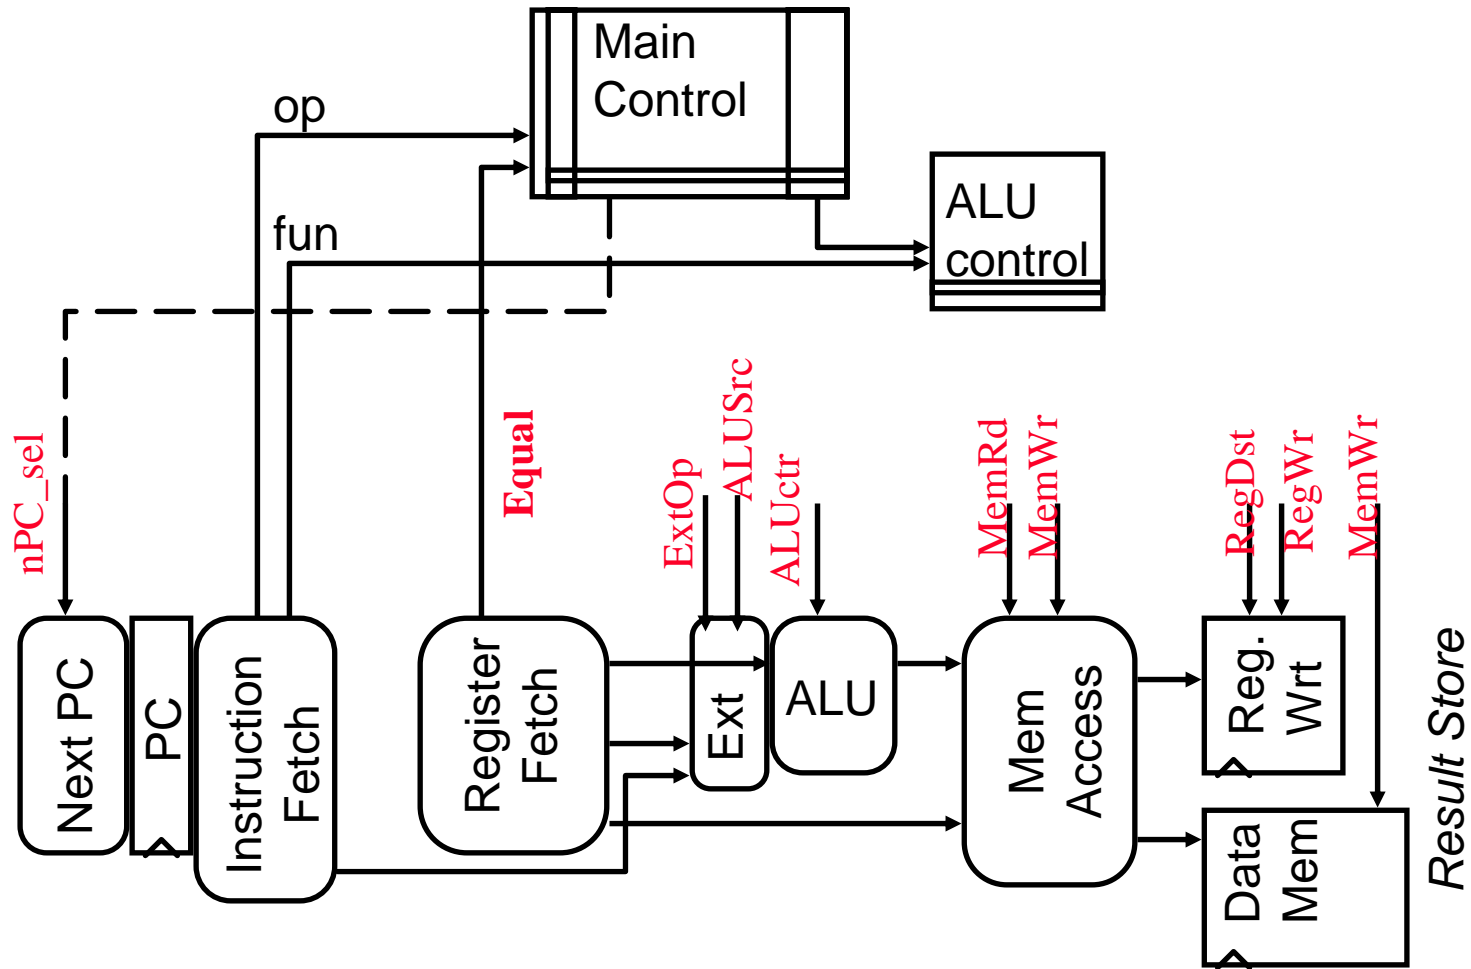 Main
Control
op
ALU
control
fun
nPC_sel
Equal
ExtOp
ALUSrc
ALUctr
MemRd
MemWr
RegDst
RegWr
MemWr
Next PC
PC
Instruction
Fetch
Register
Fetch
Ext
ALU
Mem
Access
Reg.
Wrt
Data
Mem
Result Store